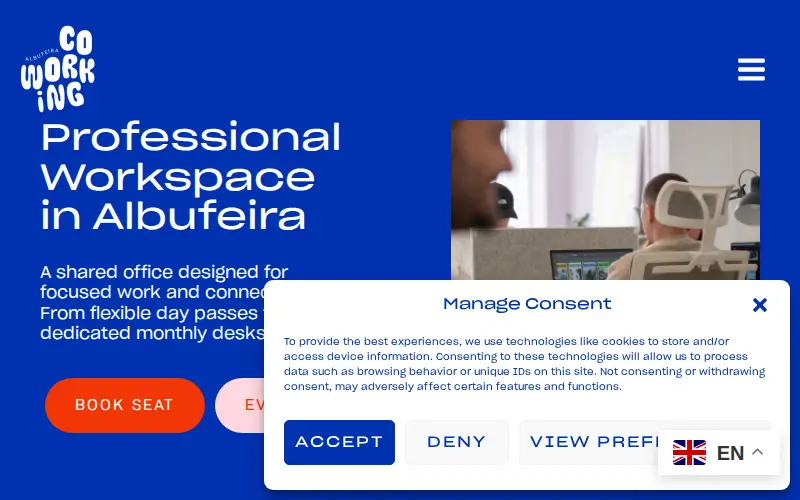 ALBUFEIRA
CO
WORK
iNG
Professional
Workspace
in Albufeira
A shared office designed for
focused work and
From flexible day passes
dedicated monthly desks
BOOK SEAT
Manage Consent
To provide the best experiences, we use technologies like cookies to store and/or
access device information. Consenting to these technologies will allow us to process
data such as browsing behavior or unique IDs on this site. Not consenting or withdrawing
consent, may adversely affect certain features and functions.
ACCEPT
DENY
VIEW
EN